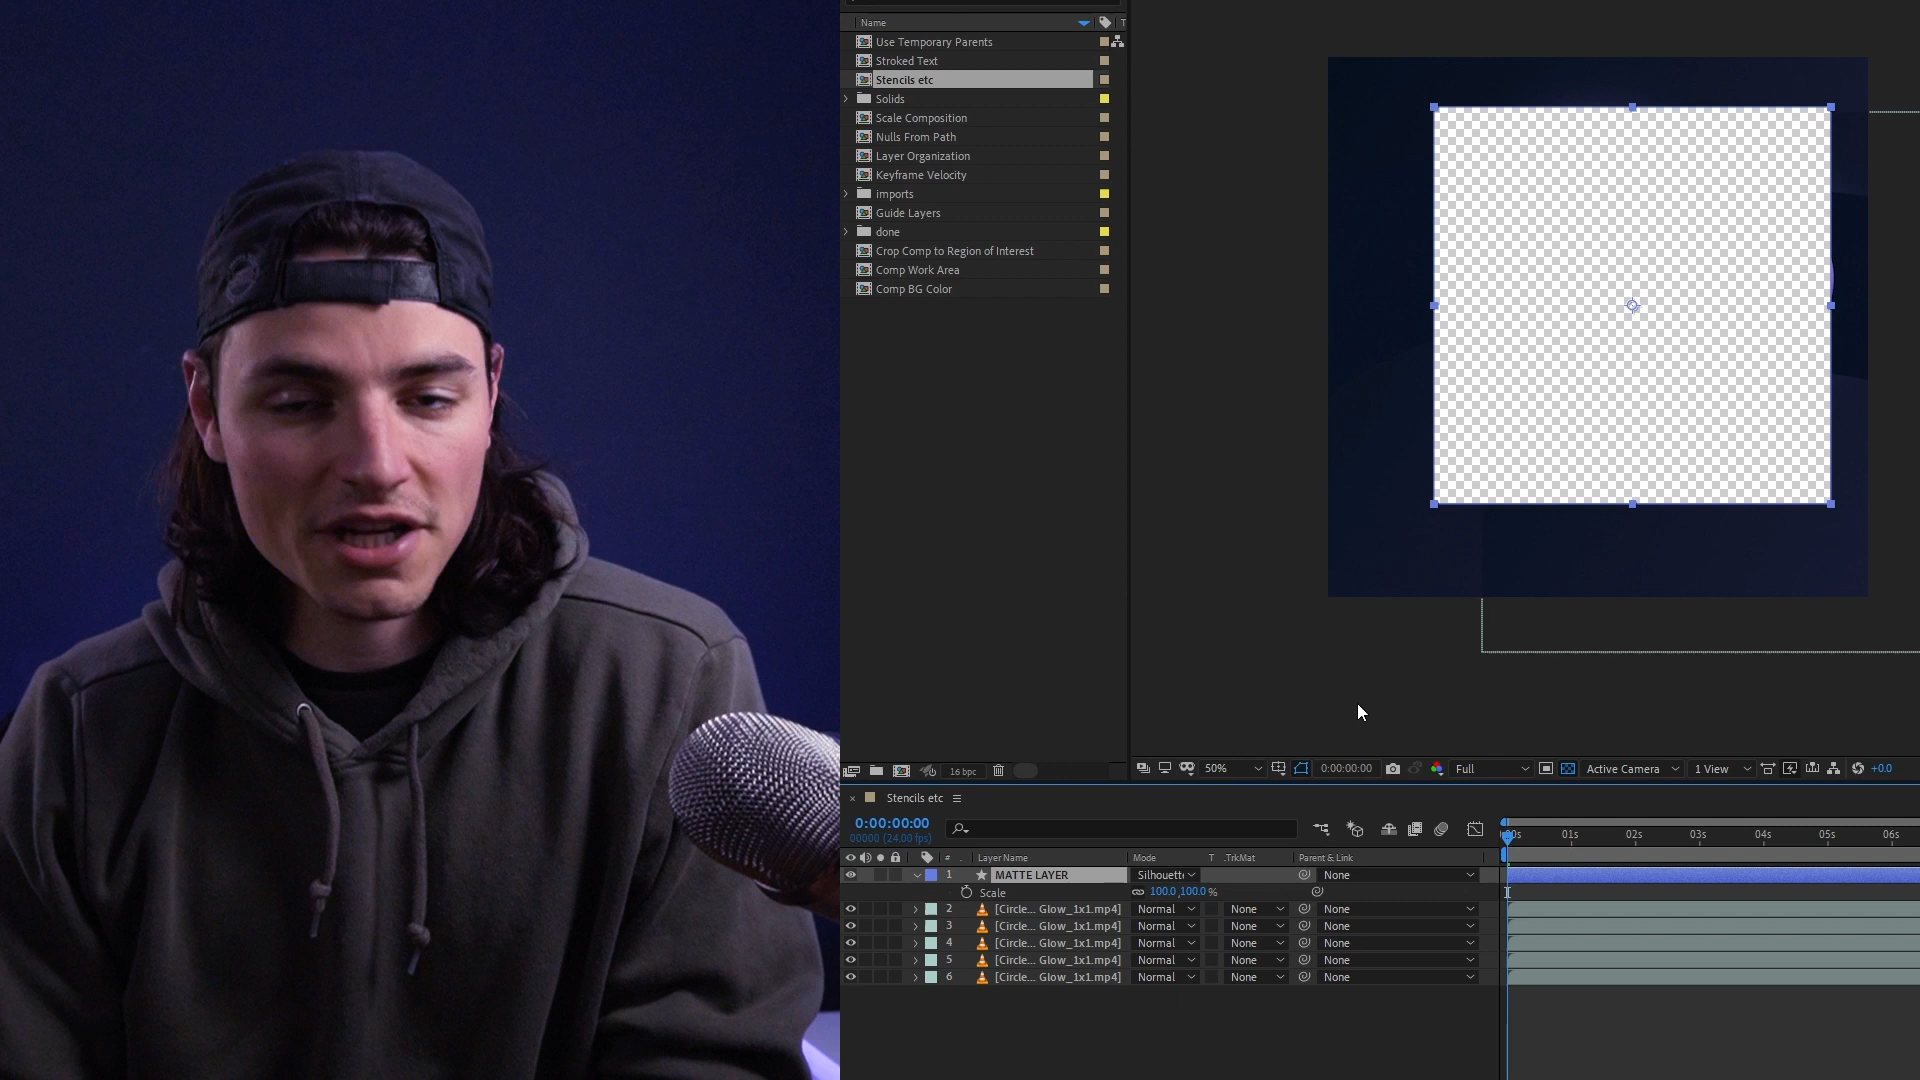 Name
T
Use Temporary Parents
Stroked Text
Stencils etc
Solids
Scale Composition
Nulls From Path
Layer Organization
Keyframe Velocity
imports
Guide Layers
done
Crop Comp to Region of Interest
Comp Work Area
Comp BG Color
16 bpc
50%
0:00:00:00
Full
Active Camera
1 View
+0.0
Stencils etc
0:00:00:00
00000 (24.00 fps)
01s 02s 03s 04s 05s 06s
# . Layer Name Mode T .TrkMat Parent & Link
1 MATTE LAYER Silhouett None
Scale 100.0,100.0 %
2 [Circle... Glow_1x1.mp4] Normal None None
3 [Circle... Glow_1x1.mp4] Normal None None
4 [Circle... Glow_1x1.mp4] Normal None None
5 [Circle... Glow_1x1.mp4] Normal None None
6 [Circle... Glow_1x1.mp4] Normal None None